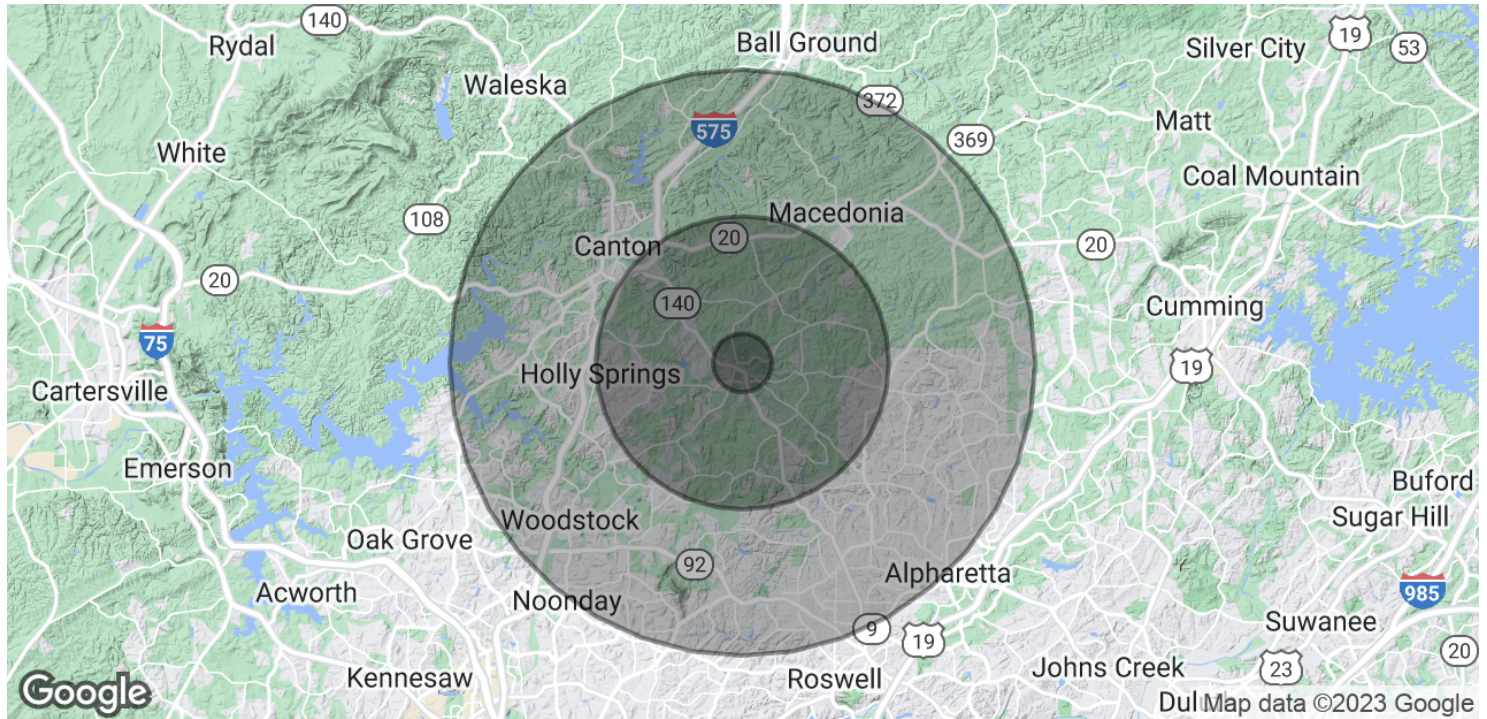 140
Rydal
Ball Ground
19
Silver City
53
Waleska
372
575
Matt
369
White
Coal Mountain
108
Macedonia
Canton
20
20
20
140
Cumming
75
19
Holly Springs
Cartersville
Emerson
Buford
Woodstock
Sugar Hill
Oak Grove
92
Alpharetta
Acworth
Noonday
985
9
19
Suwanee
20
Kennesaw
Roswell
Johns Creek
23
Google
Dul
Map data ©2023 Google